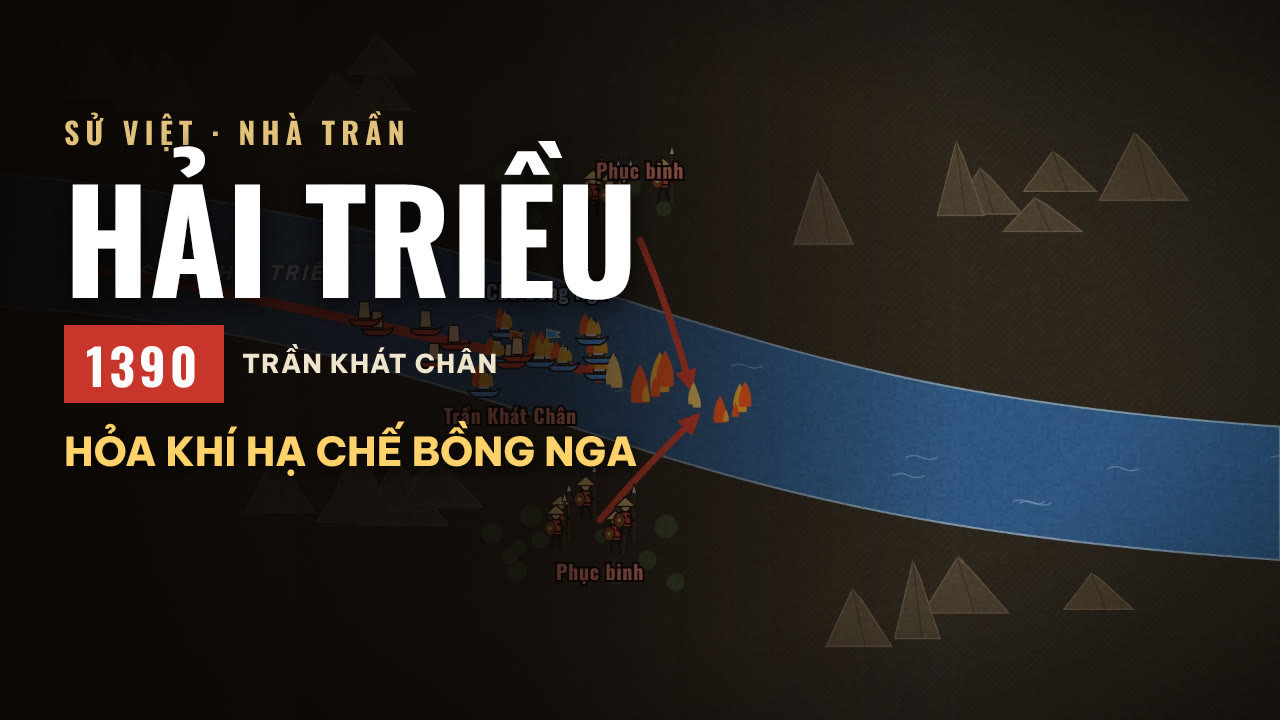 SỬ VIỆT · NHÀ TRẦN
HẢI TRIỀU
1390 TRẦN KHÁT CHÂN
HỎA KHÍ HẠ CHẾ BỒNG NGA
Phục binh
Trần Khát Chân
Phục binh